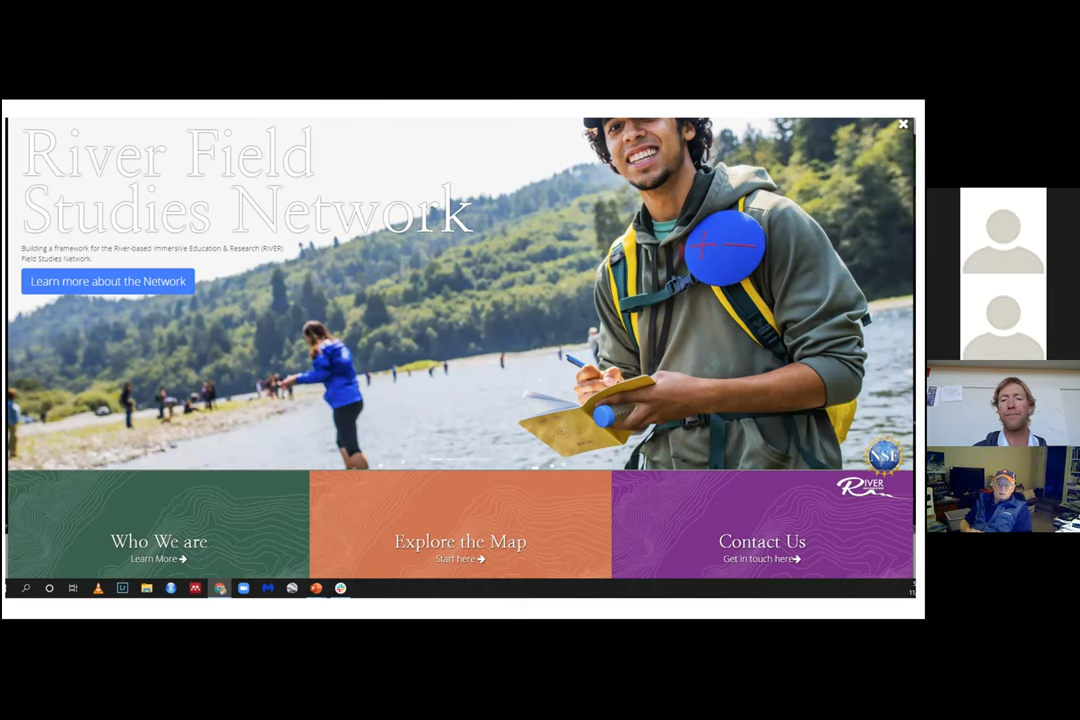 River Field
Studies Network
Building a framework for the River-based Immersive Education & Research (RIVER)
Field Studies Network.
Learn more about the Network
NSF
RIVER
Who We are
Learn More
Explore the Map
Start here
Contact Us
Get in touch here
Lr